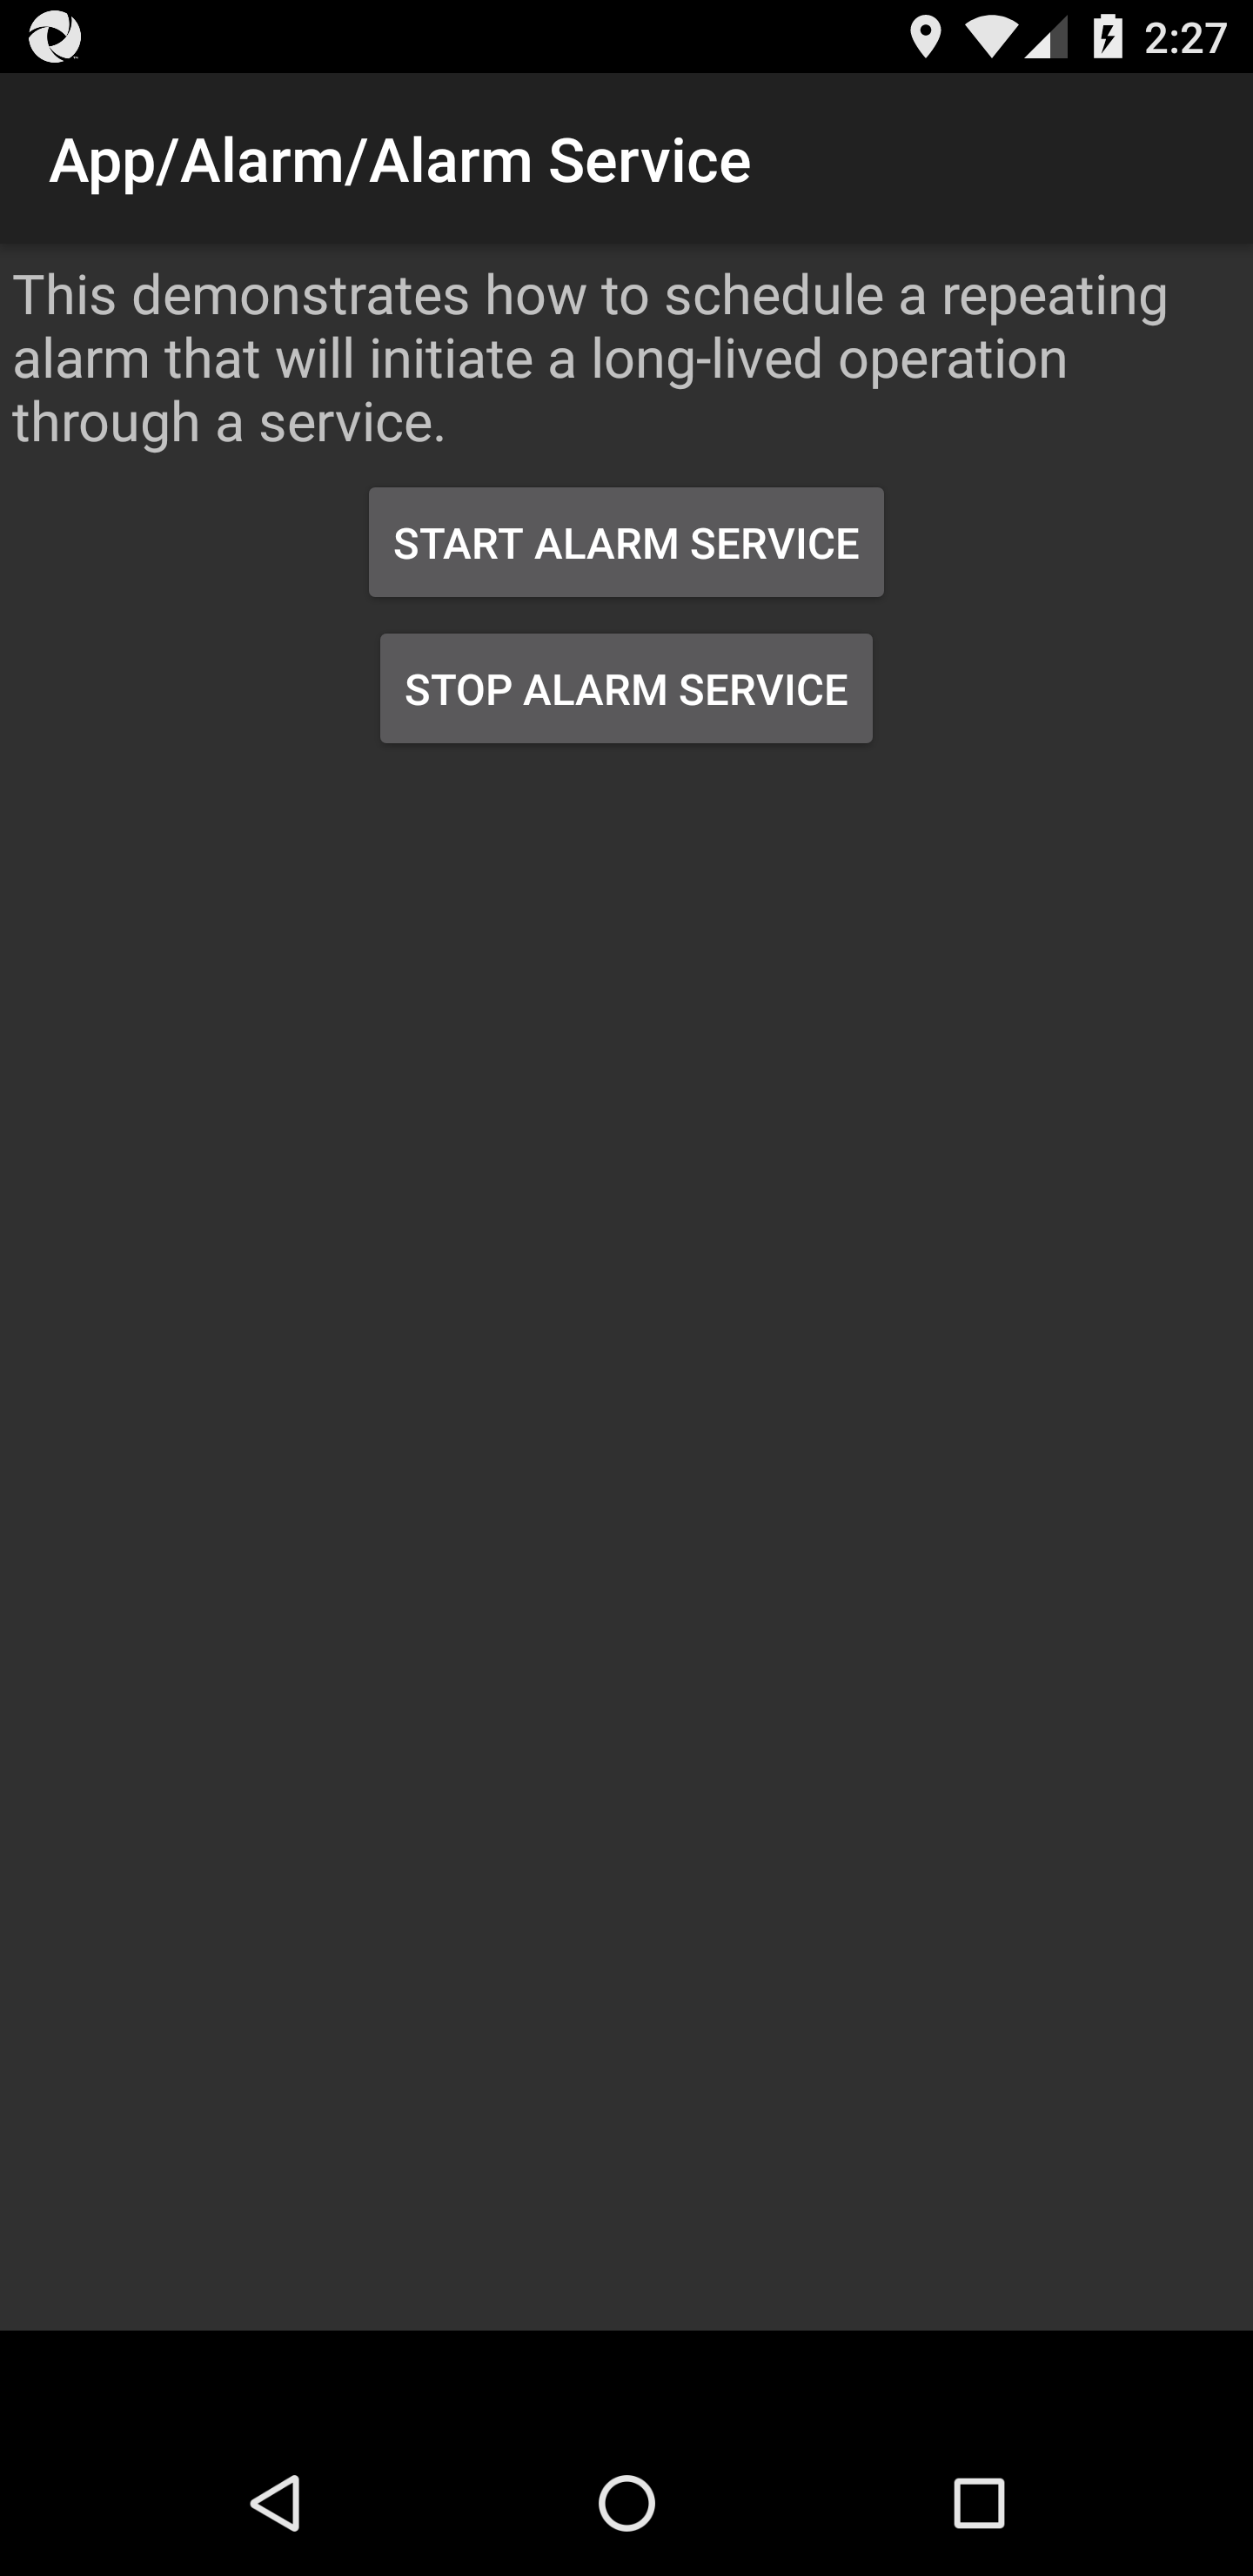 2:27
App/Alarm/Alarm Service
This demonstrates how to schedule a repeating
alarm that will initiate a long-lived operation
through a service.
START ALARM SERVICE
STOP ALARM SERVICE